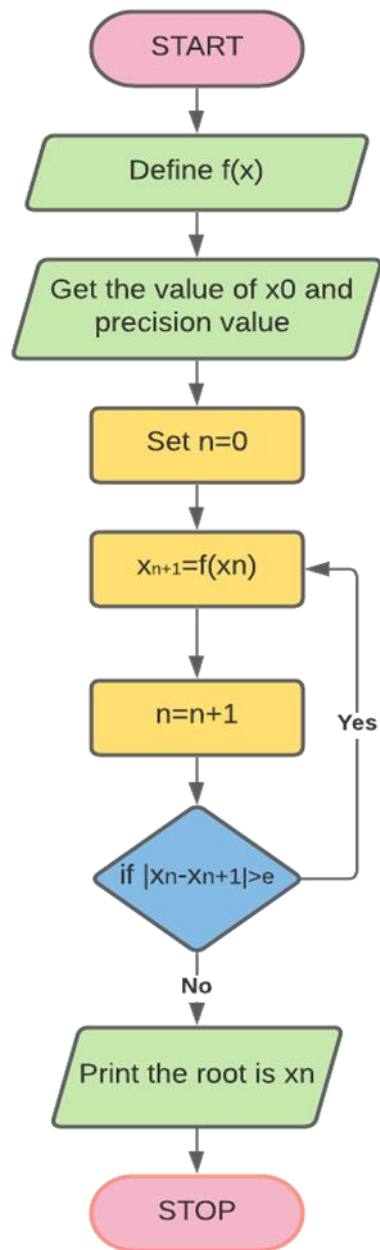 START
Define f(x)
Get the value of x0 and
precision value
Set n=0
xn+1=f(xn)
n=n+1
Yes
if |xn-xn+1|>e
No
Print the root is xn
STOP